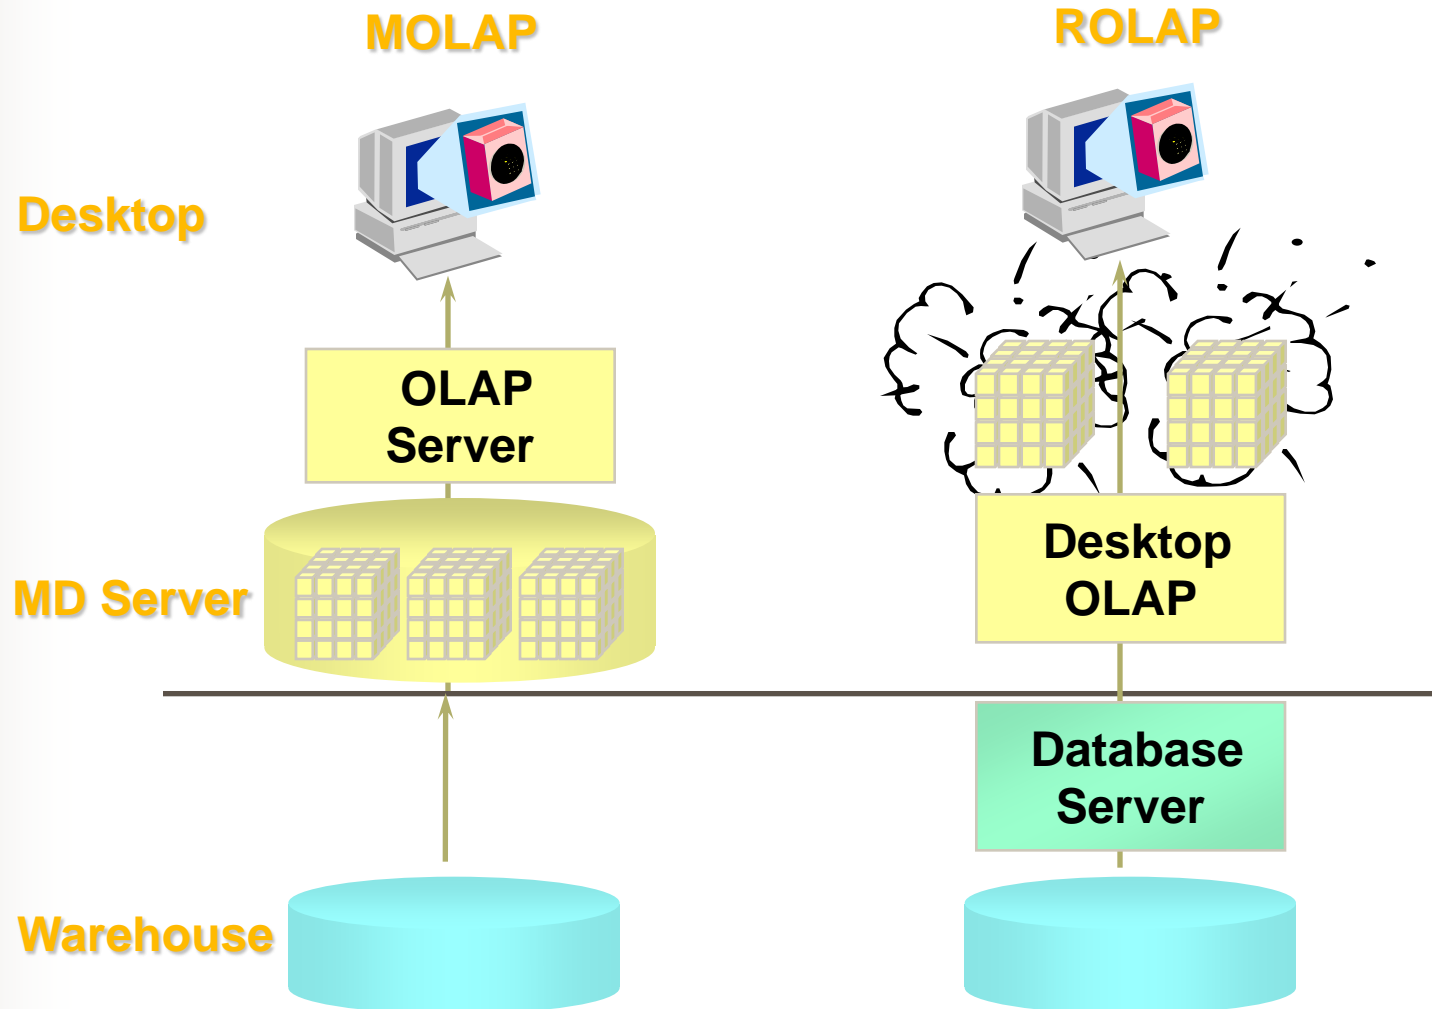 MOLAP
ROLAP
Desktop
OLAP
Server
Desktop
OLAP
MD Server
Database
Server
Warehouse